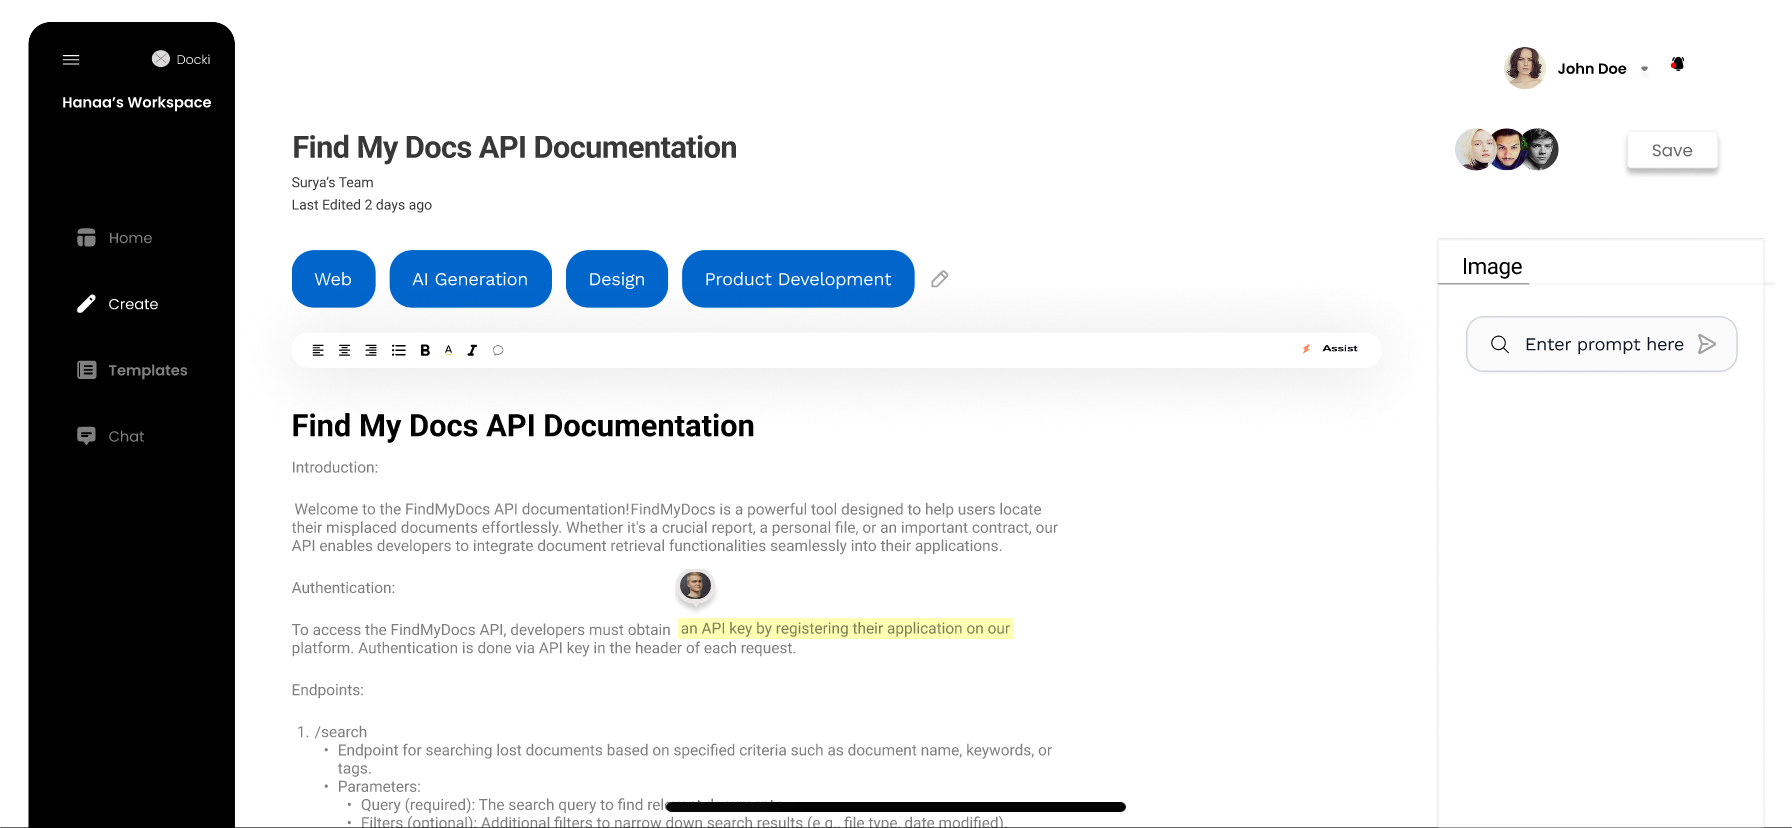 Docki
Hanaa's Workspace
Home
Create
Templates
Chat
John Doe
Find My Docs API Documentation
Surya's Team
Last Edited 2 days ago
Save
Web
AI Generation
Design
Product Development
B
A
I
Assist
Image
Enter prompt here
Find My Docs API Documentation
Introduction:
Welcome to the FindMyDocs API documentation!FindMyDocs is a powerful tool designed to help users locate
their misplaced documents effortlessly. Whether it's a crucial report, a personal file, or an important contract, our
API enables developers to integrate document retrieval functionalities seamlessly into their applications.
Authentication:
To access the FindMyDocs API, developers must obtain an API key by registering their application on our
platform. Authentication is done via API key in the header of each request.
Endpoints:
1. /search
• Endpoint for searching lost documents based on specified criteria such as document name, keywords, or
tags.
• Parameters:
• Query (required): The search query to find relevant documents.
• Filters (optional): Additional filters to narrow down search results (e.g., file type, date modified).